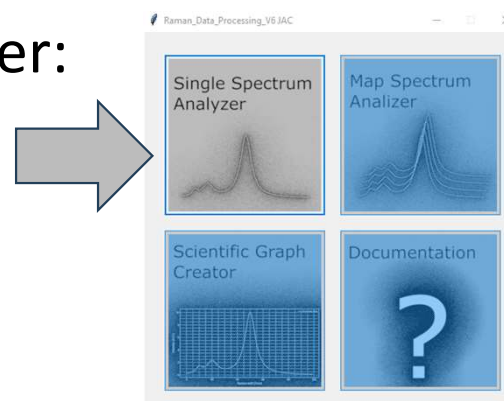 er:
Raman_Data_Processing_V6 JAC
Single Spectrum
Analyzer
Map Spectrum
Analizer
Scientific Graph
Creator
Documentation
?